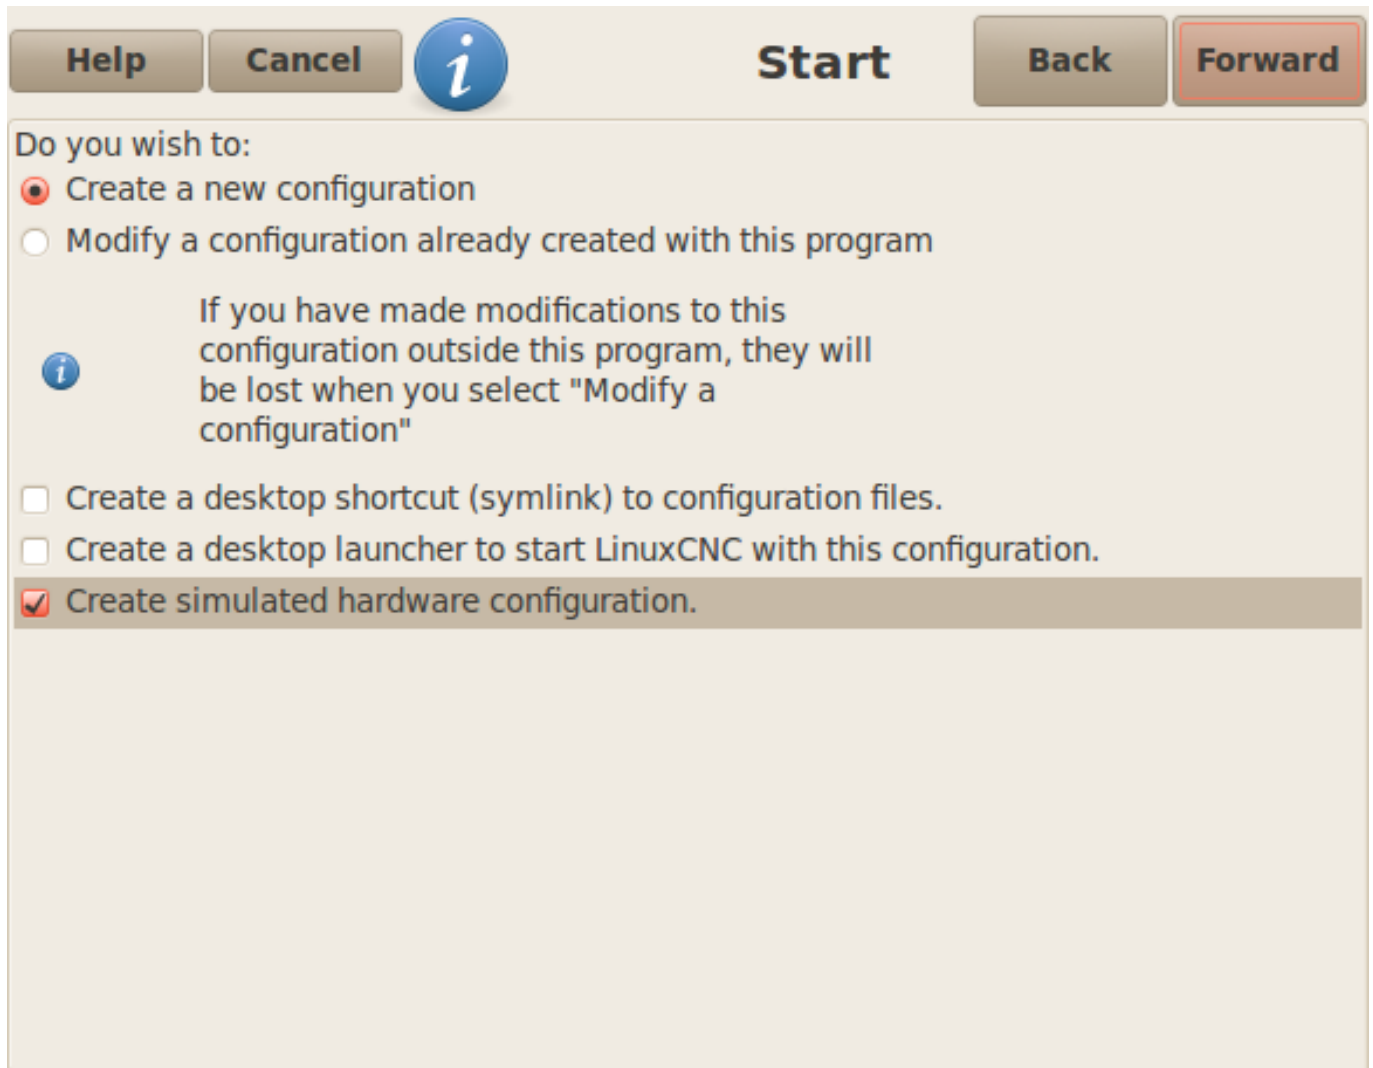 Help Cancel Start Back Forward
Do you wish to:
Create a new configuration
Modify a configuration already created with this program
If you have made modifications to this
configuration outside this program, they will
be lost when you select "Modify a
configuration"
Create a desktop shortcut (symlink) to configuration files.
Create a desktop launcher to start LinuxCNC with this configuration.
Create simulated hardware configuration.